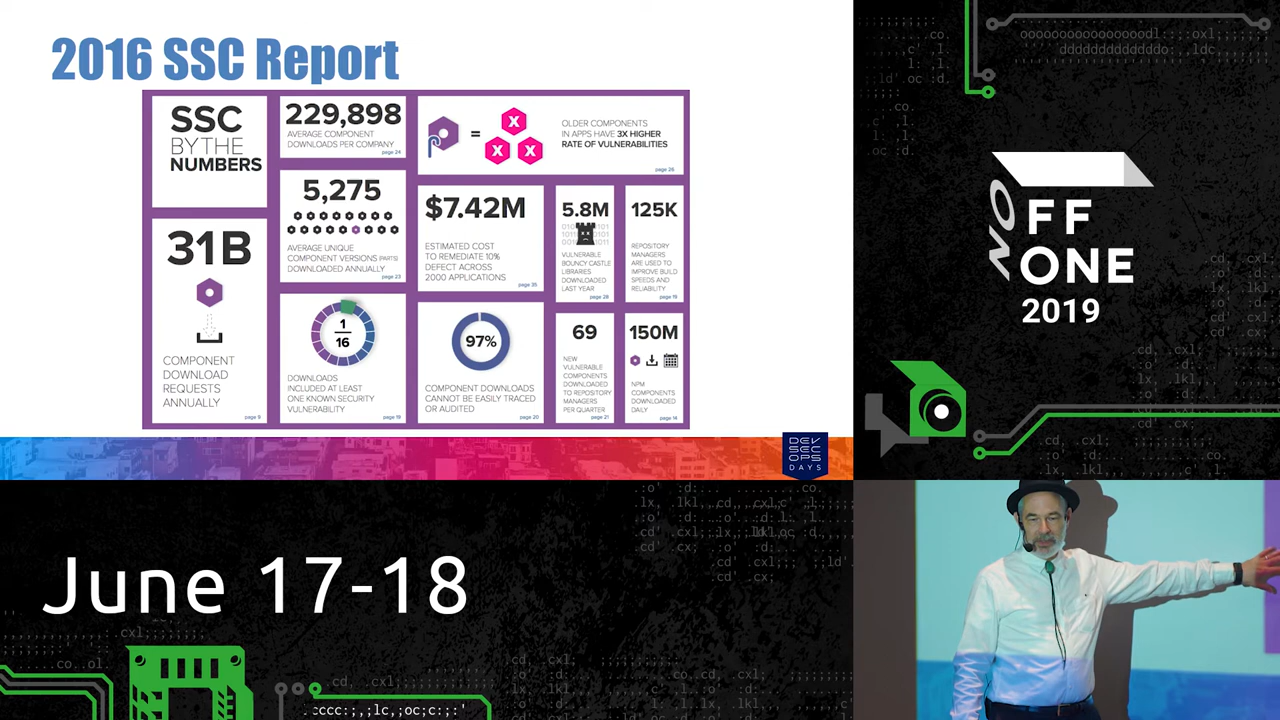 2016 SSC Report
SSC
BY THE
NUMBERS
31B
COMPONENT
DOWNLOAD
REQUESTS
ANNUALLY
page 9
229,898
AVERAGE COMPONENT
DOWNLOADS PER COMPANY
page 24
5,275
AVERAGE UNIQUE
COMPONENT VERSIONS (PARTS)
DOWNLOADED ANNUALLY
page 23
1
16
DOWNLOADS
INCLUDED AT LEAST
ONE KNOWN SECURITY
VULNERABILITY
page 19
=
X
X X
OLDER COMPONENTS
IN APPS HAVE 3X HIGHER
RATE OF VULNERABILITIES
page 26
$7.42M
ESTIMATED COST
TO REMEDIATE 10%
DEFECT ACROSS
2000 APPLICATIONS
page 35
97%
COMPONENT DOWNLOADS
CANNOT BE EASILY TRACED
OR AUDITED
page 20
5.8M
VULNERABLE
BOUNCY CASTLE
LIBRARIES
DOWNLOADED
LAST YEAR
page 28
125K
REPOSITORY
MANAGERS
ARE USED TO
IMPROVE BUILD
SPEEDS AND
RELIABILITY
page 15
69
NEW
VULNERABLE
COMPONENTS
DOWNLOADED
TO REPOSITORY
MANAGERS
PER QUARTER
page 21
150M
NPM
COMPONENTS
DOWNLOADED
DAILY
page 14
DEV
SEC
OPS
DAYS
NO
OFF
ONE
2019
June 17-18